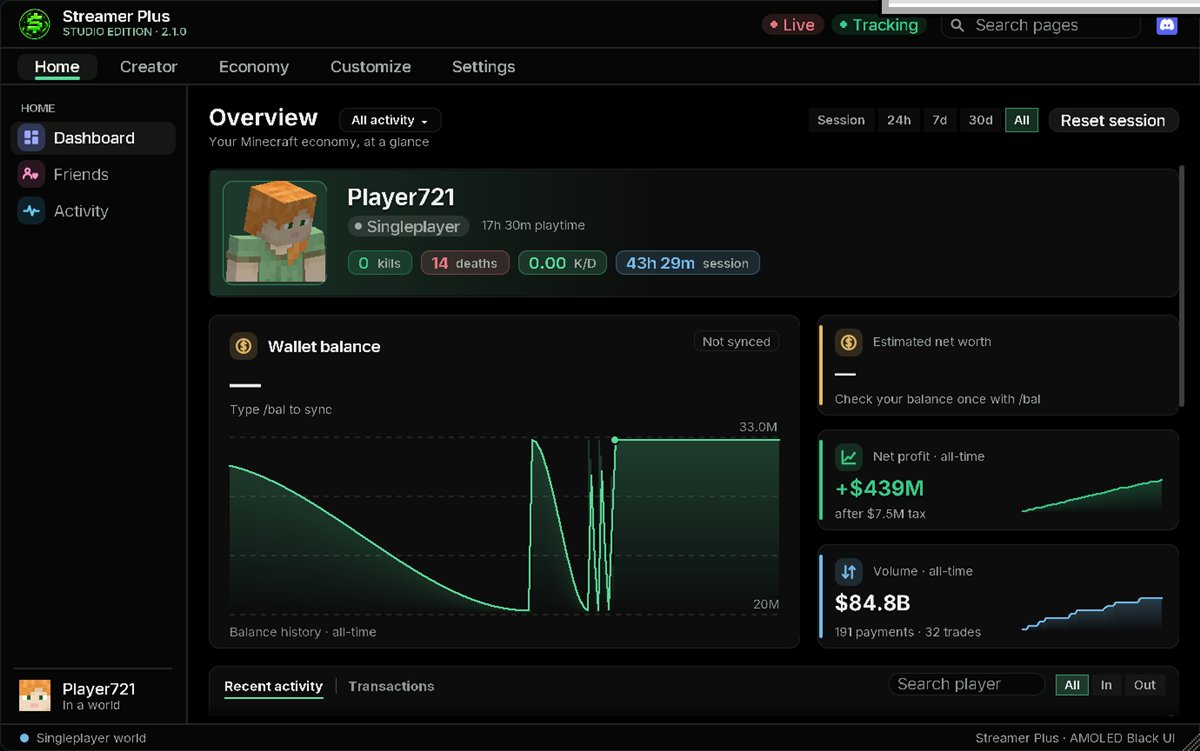 Streamer Plus
STUDIO EDITION · 2.1.0
Live
Tracking
Search pages
Home
Creator
Economy
Customize
Settings
HOME
Dashboard
Friends
Activity
Overview
All activity
Your Minecraft economy, at a glance
Session
24h
7d
30d
All
Reset session
Player721
Singleplayer
17h 30m playtime
0 kills
14 deaths
0.00 K/D
43h 29m session
Wallet balance
Not synced
—
Type /bal to sync
33.0M
20M
Balance history · all-time
Estimated net worth
—
Check your balance once with /bal
Net profit · all-time
+$439M
after $7.5M tax
Volume · all-time
$84.8B
191 payments · 32 trades
Recent activity
Transactions
Search player
All
In
Out
Player721
In a world
Singleplayer world
Streamer Plus · AMOLED Black UI